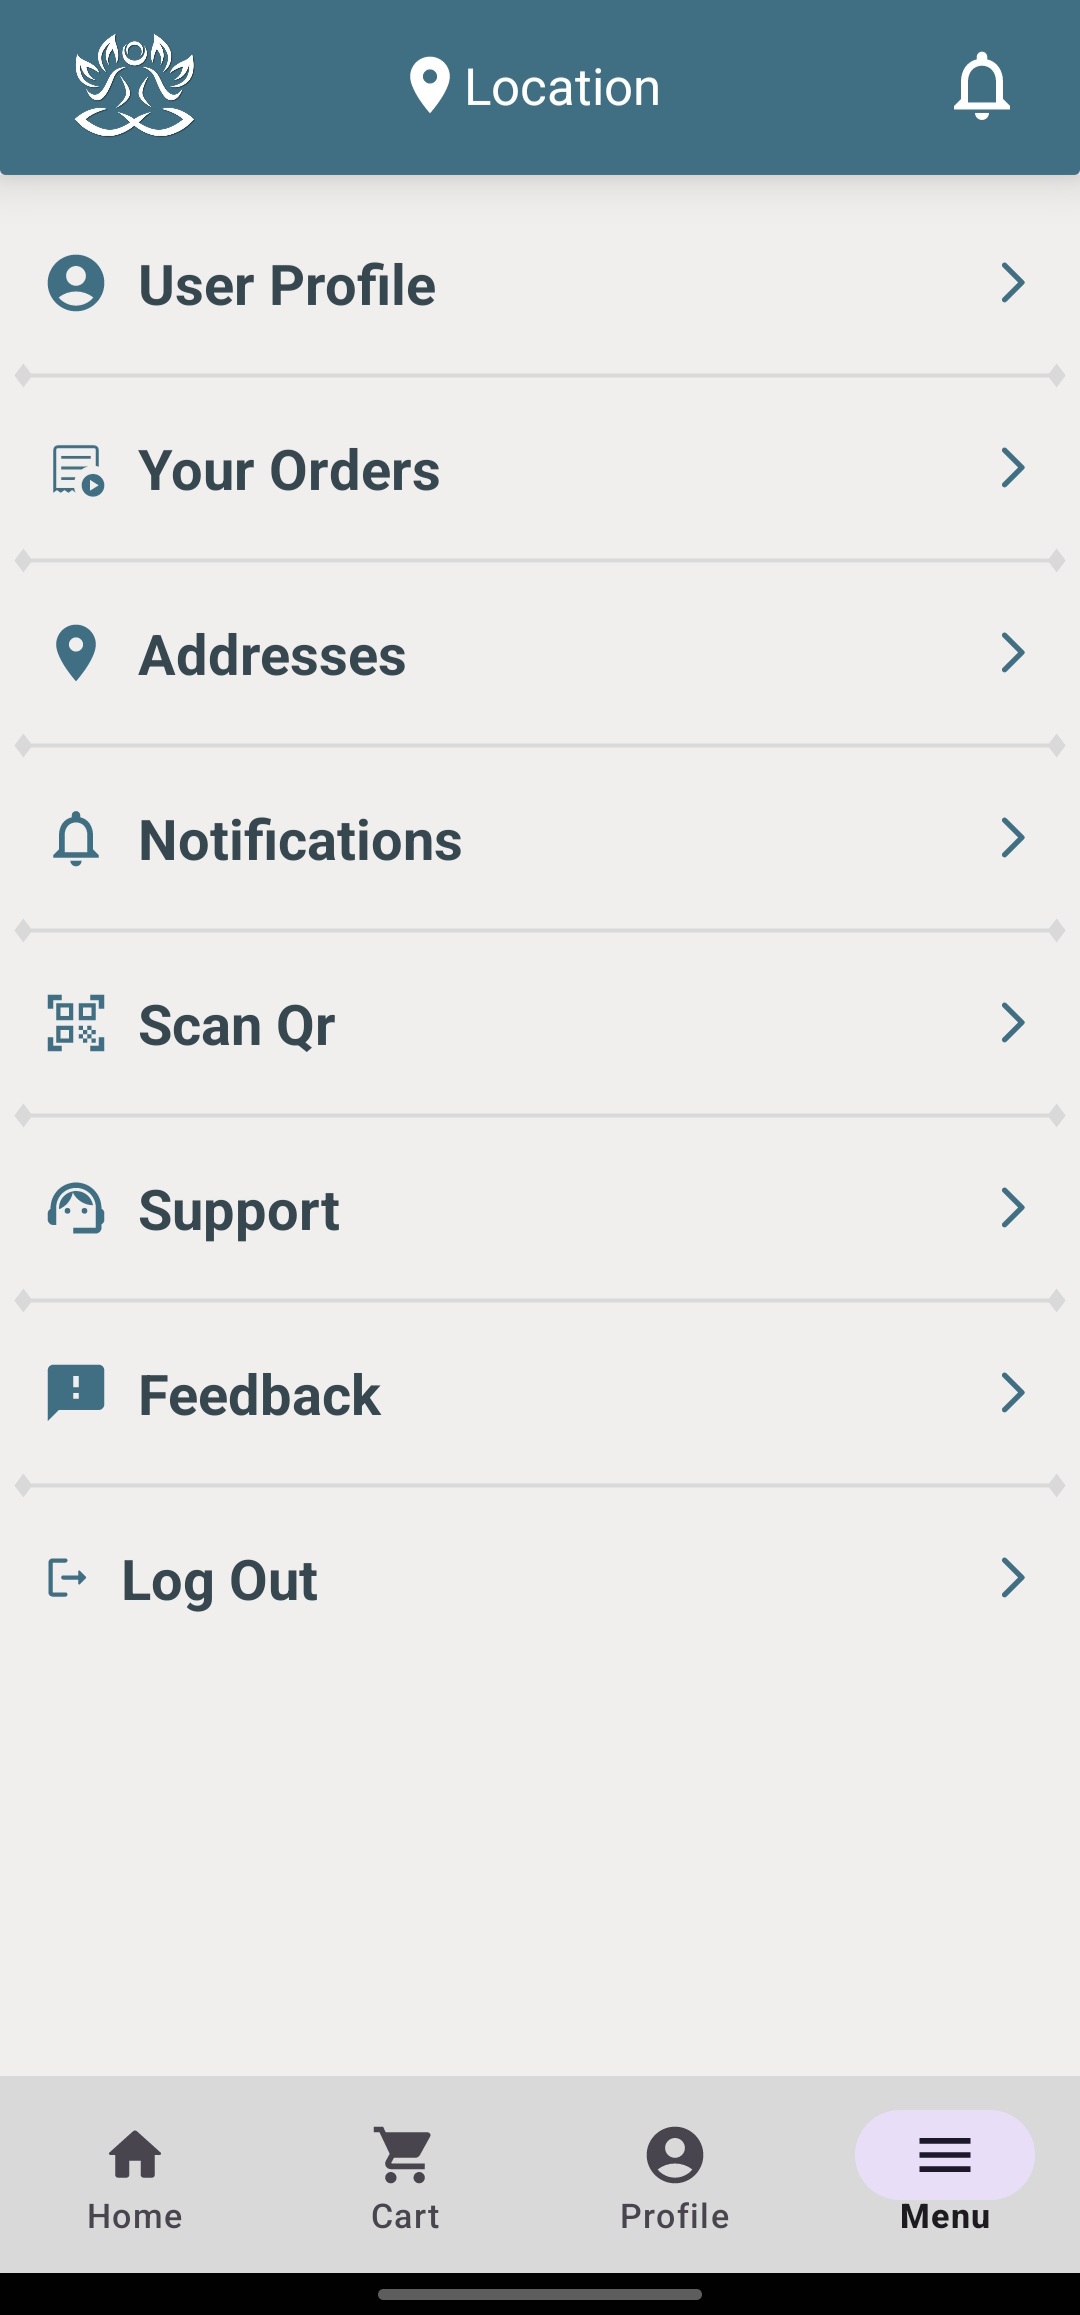 Location
User Profile
Your Orders
Addresses
Notifications
Scan Qr
Support
Feedback
Log Out
Home
Cart
Profile
Menu